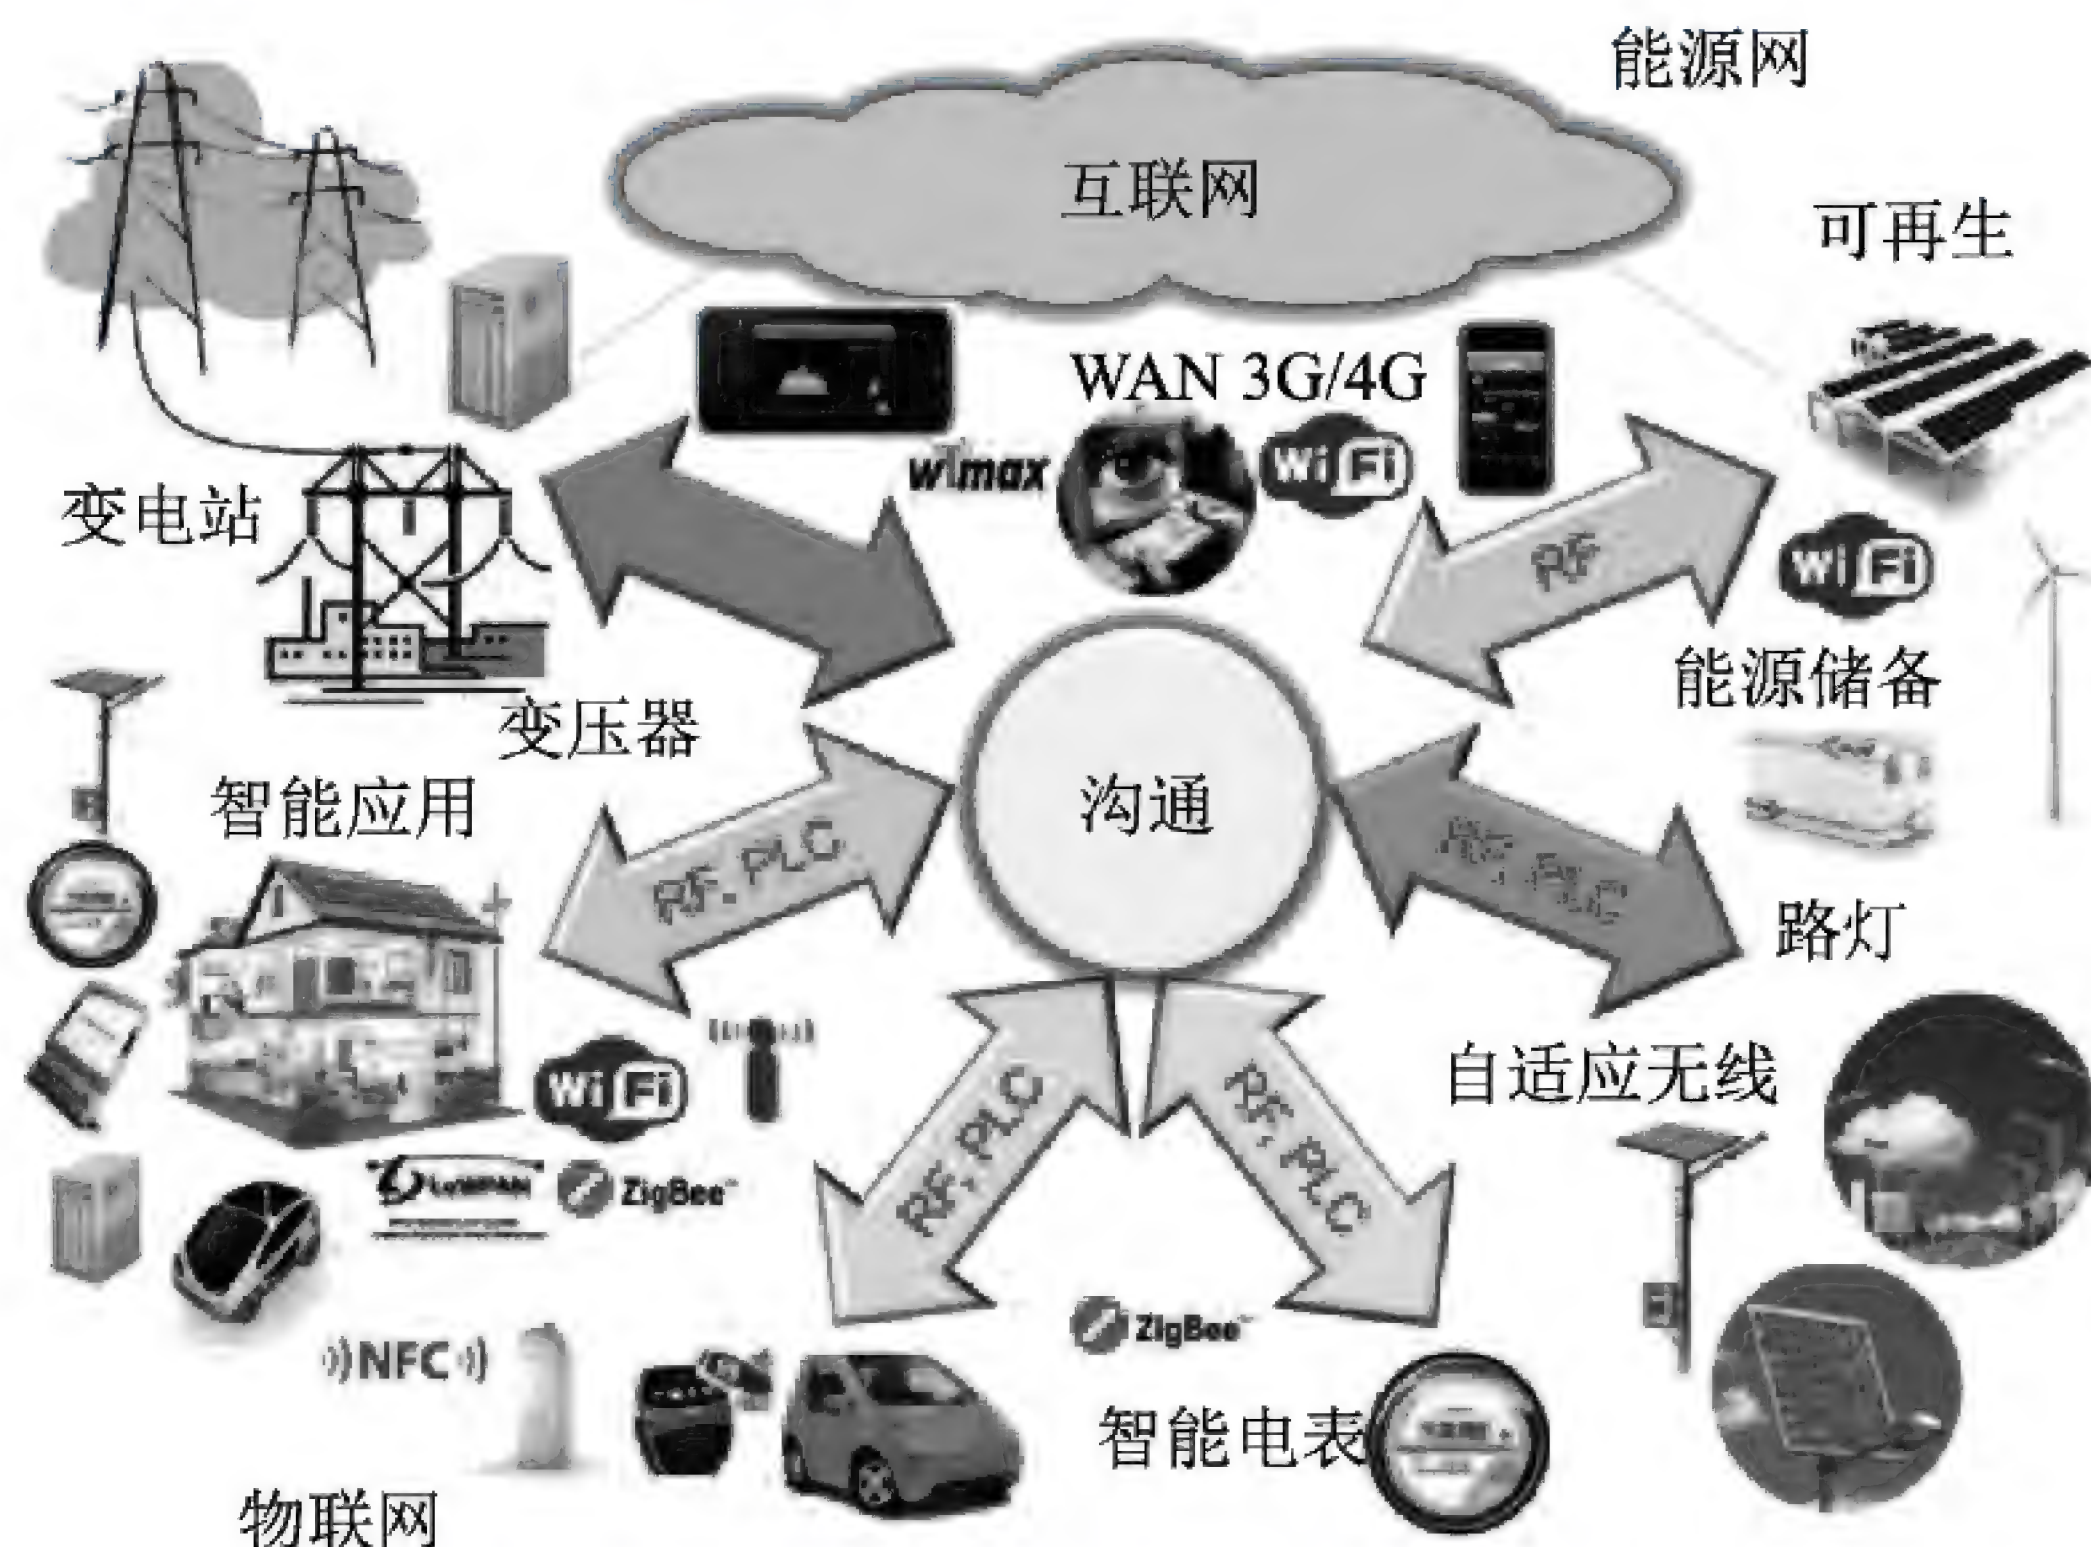 能源网
互联网
可再生
WAN 3G/4G
wimax
WiFi
变电站
RF
WiFi
能源储备
变压器
智能应用
沟通
RF, PLC
RF, PLC
路灯
自适应无线
WiFi
RF, PLC
RF, PLC
ZigBee
NFC
ZigBee
智能电表
物联网